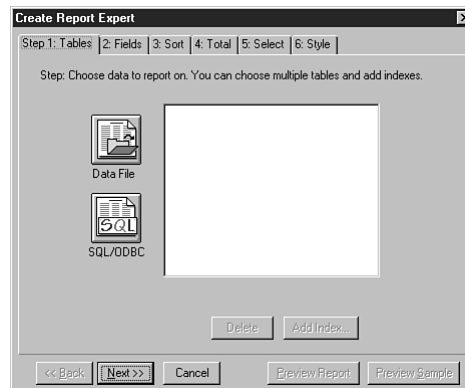 Create Report Expert
Step 1: Tables 2: Fields 3: Sort 4: Total 5: Select 6: Style
Step: Choose data to report on. You can choose multiple tables and add indexes.
Data File
SQL
SQL/ODBC
Delete Add Index...
<< Back Next >> Cancel Preview Report Preview Sample